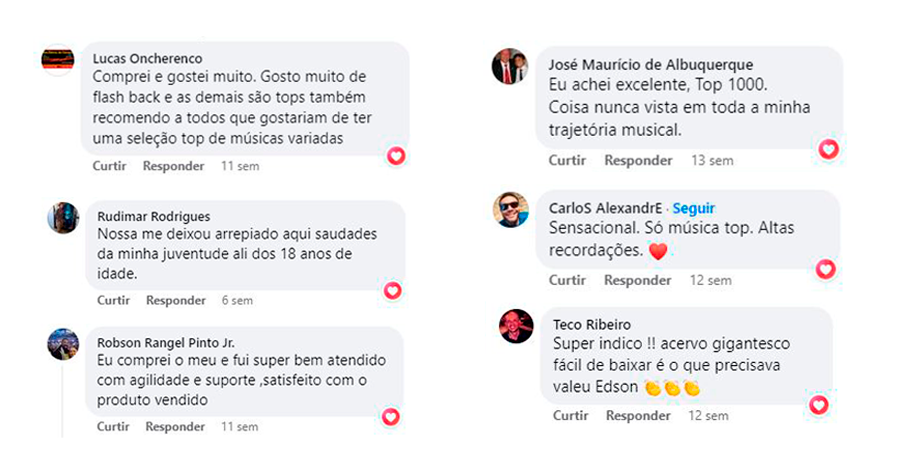 Lucas Oncherenco
Comprei e gostei muito. Gosto muito de
flash back e as demais são tops também
recomendo a todos que gostariam de ter
uma seleção top de músicas variadas
Curtir Responder 11 sem
Rudimar Rodrigues
Nossa me deixou arrepiado aqui saudades
da minha juventude ali dos 18 anos de
idade.
Curtir Responder 6 sem
Robson Rangel Pinto Jr.
Eu comprei o meu e fui super bem atendido
com agilidade e suporte ,satisfeito com o
produto vendido
Curtir Responder 11 sem
José Maurício de Albuquerque
Eu achei excelente, Top 1000.
Coisa nunca vista em toda a minha
trajetória musical.
Curtir Responder 13 sem
CarloS AlexandrE · Seguir
Sensacional. Só música top. Altas
recordações. ❤️
Curtir Responder 12 sem
Teco Ribeiro
Super indico !! acervo gigantesco
fácil de baixar é o que precisava
valeu Edson 👏👏👏
Curtir Responder 12 sem